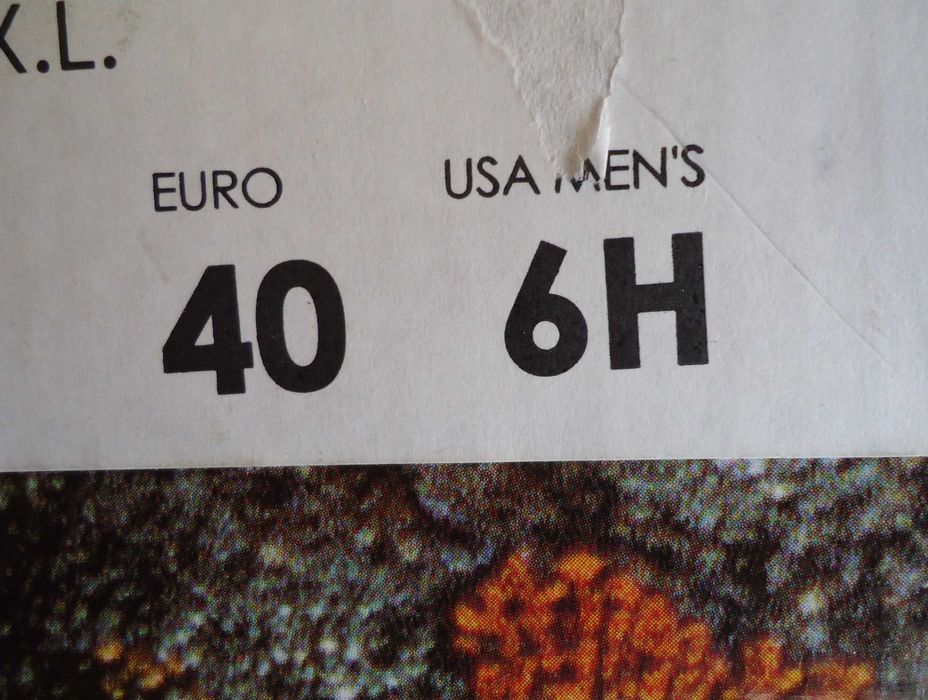 K.L.
EURO
USA MEN'S
40
6H